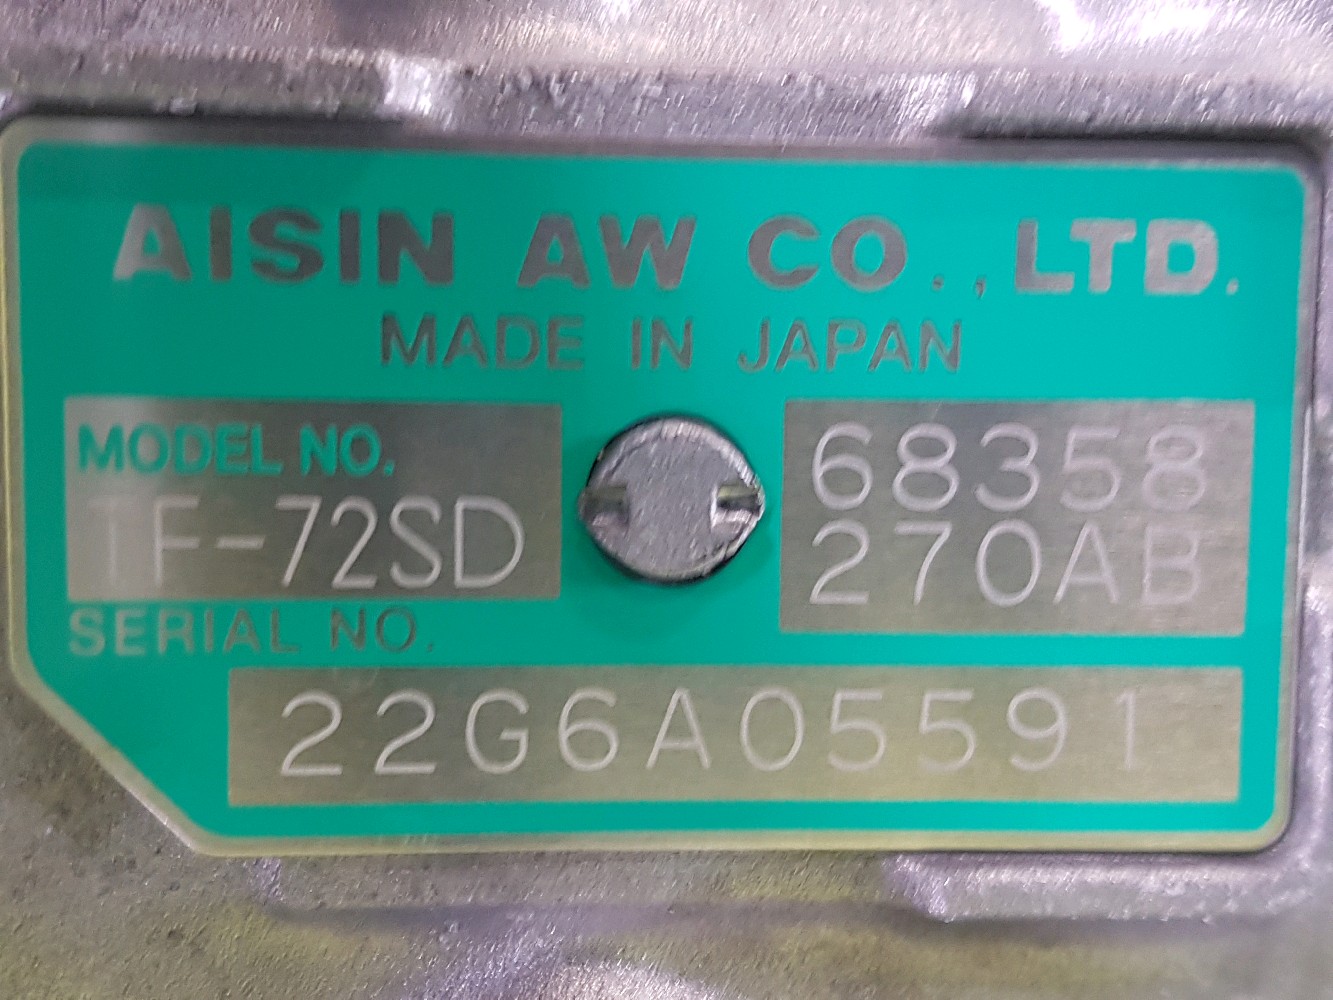 AISIN AW CO., LTD.
MADE IN JAPAN
MODEL NO.
TF-72SD
68358
270AB
SERIAL NO.
22G6A05591